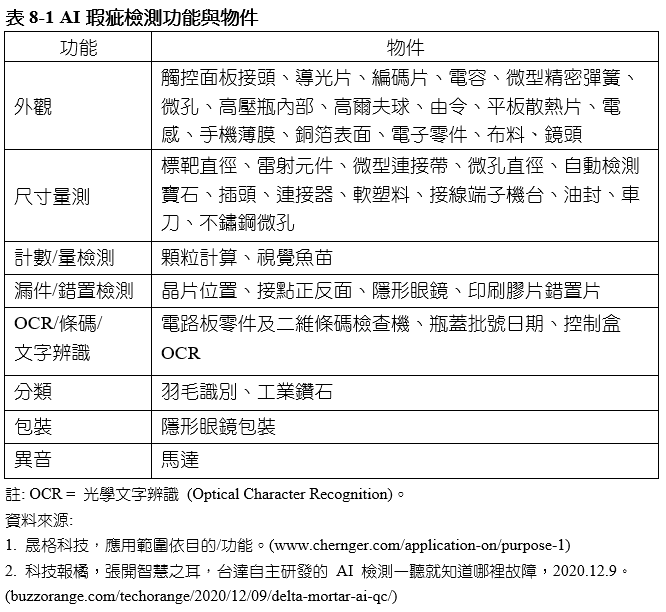 表 8-1 AI 瑕疵檢測功能與物件
功能
物件
外觀
觸控面板接頭、導光片、編碼片、電容、微型精密彈簧、
微孔、高壓瓶內部、高爾夫球、由令、平板散熱片、電
感、手機薄膜、銅箔表面、電子零件、布料、鏡頭
尺寸量測
標靶直徑、雷射元件、微型連接帶、微孔直徑、自動檢測
寶石、插頭、連接器、軟塑料、接線端子機台、油封、車
刀、不鏽鋼微孔
計數/量檢測
顆粒計算、視覺魚苗
漏件/錯置檢測
晶片位置、接點正反面、隱形眼鏡、印刷膠片錯置片
OCR/條碼/
文字辨識
電路板零件及二維條碼檢查機、瓶蓋批號日期、控制盒
OCR
分類
羽毛識別、工業鑽石
包裝
隱形眼鏡包裝
異音
馬達
註: OCR = 光學文字辨識 (Optical Character Recognition)。
資料來源:
1. 晟格科技，應用範圍依目的/功能。(www.chernger.com/application-on/purpose-1)
2. 科技報橘，張開智慧之耳，台達自主研發的 AI 檢測一聽就知道哪裡故障，2020.12.9。
(buzzorange.com/techorange/2020/12/09/delta-mortar-ai-qc/)